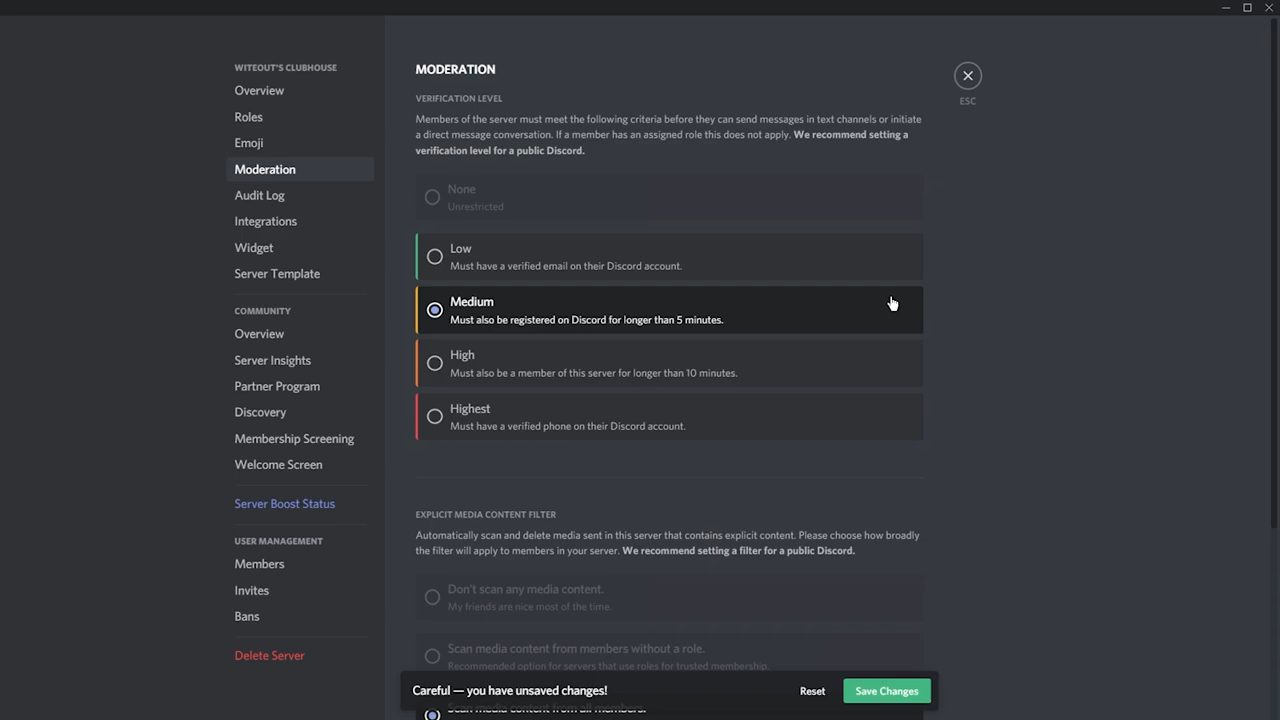 WITEOUT'S CLUBHOUSE
Overview
Roles
Emoji
Moderation
Audit Log
Integrations
Widget
Server Template
COMMUNITY
Overview
Server Insights
Partner Program
Discovery
Membership Screening
Welcome Screen
Server Boost Status
USER MANAGEMENT
Members
Invites
Bans
Delete Server
MODERATION
ESC
VERIFICATION LEVEL
Members of the server must meet the following criteria before they can send messages in text channels or initiate
a direct message conversation. If a member has an assigned role this does not apply. We recommend setting a
verification level for a public Discord.
None
Unrestricted
Low
Must have a verified email on their Discord account.
Medium
Must also be registered on Discord for longer than 5 minutes.
High
Must also be a member of this server for longer than 10 minutes.
Highest
Must have a verified phone on their Discord account.
EXPLICIT MEDIA CONTENT FILTER
Automatically scan and delete media sent in this server that contains explicit content. Please choose how broadly
the filter will apply to members in your server. We recommend setting a filter for a public Discord.
Don't scan any media content.
My friends are nice most of the time.
Scan media content from members without a role.
Recommended option for servers that use roles for trusted membership.
Careful — you have unsaved changes!
Reset
Save Changes
Scan media content from all members.